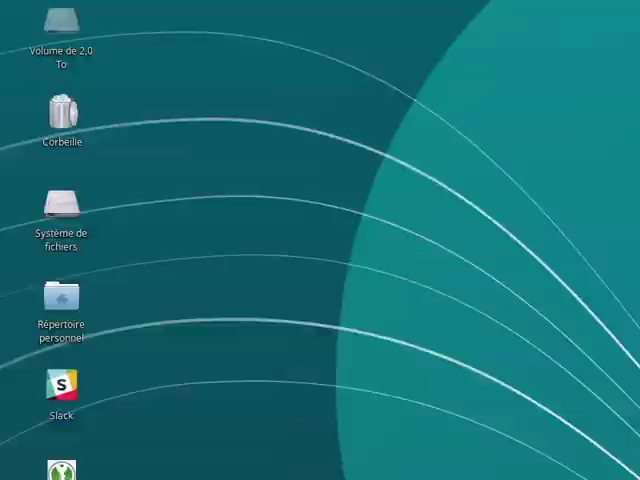 Volume de 2,0
To
Corbeille
Système de
fichiers
Répertoire
personnel
S
Slack